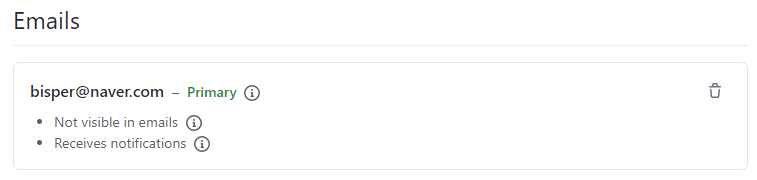 Emails
bisper@naver.com – Primary
Not visible in emails
Receives notifications